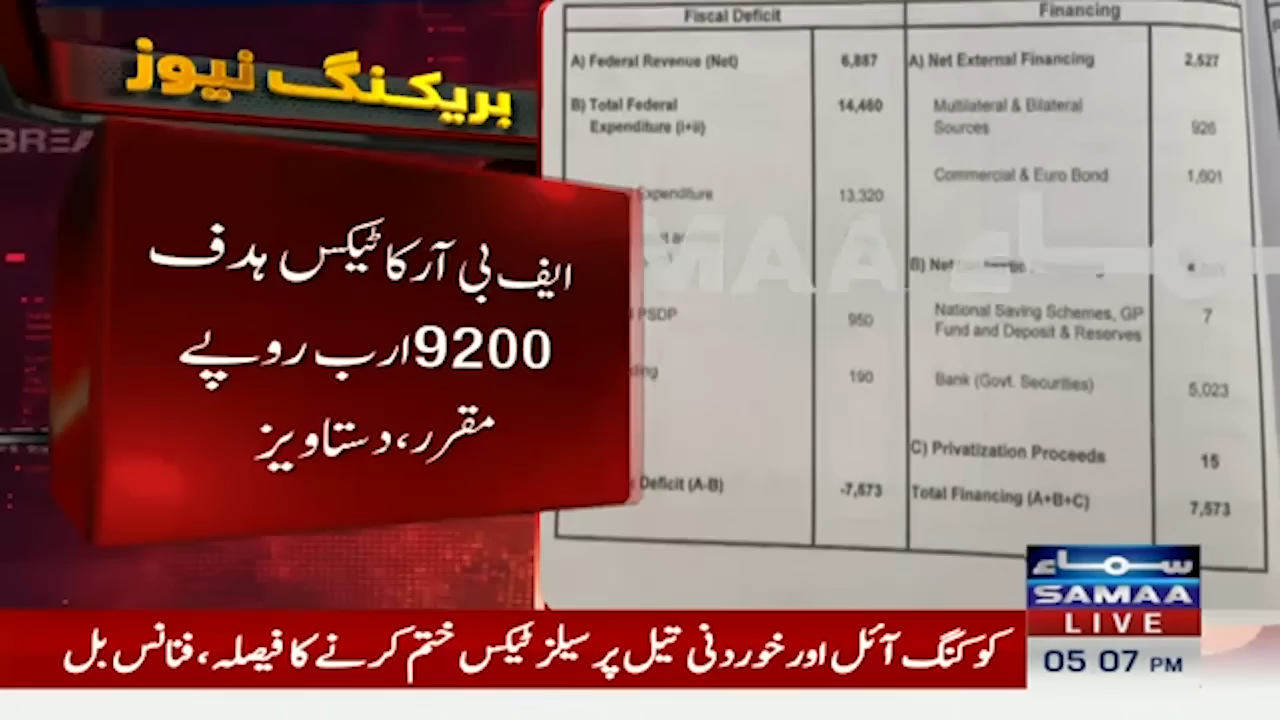 بریکنگ نیوز
BREA
ایف بی آر کا ٹیکس ہدف
9200 ارب روپے
مقرر، دستاویز
Fiscal Deficit
Financing
A) Federal Revenue (Net) 6,887
A) Net External Financing 2,527
B) Total Federal 14,460
Expenditure (i+ii)
Multilateral & Bilateral
Sources 926
Expenditure 13,320
Commercial & Euro Bond 1,601
SAMAA
B) Net
PSDP 950
National Saving Schemes, GP 7
Fund and Deposit & Reserves
190
Bank (Govt. Securities) 5,023
C) Privatization Proceeds 15
Deficit (A-B) -7,573
Total Financing (A+B+C) 7,573
سماء
SAMAA
LIVE
05 07 PM
کوکنگ آئل اور خوردنی تیل پر سیلز ٹیکس ختم کرنے کا فیصلہ، فنانس بل